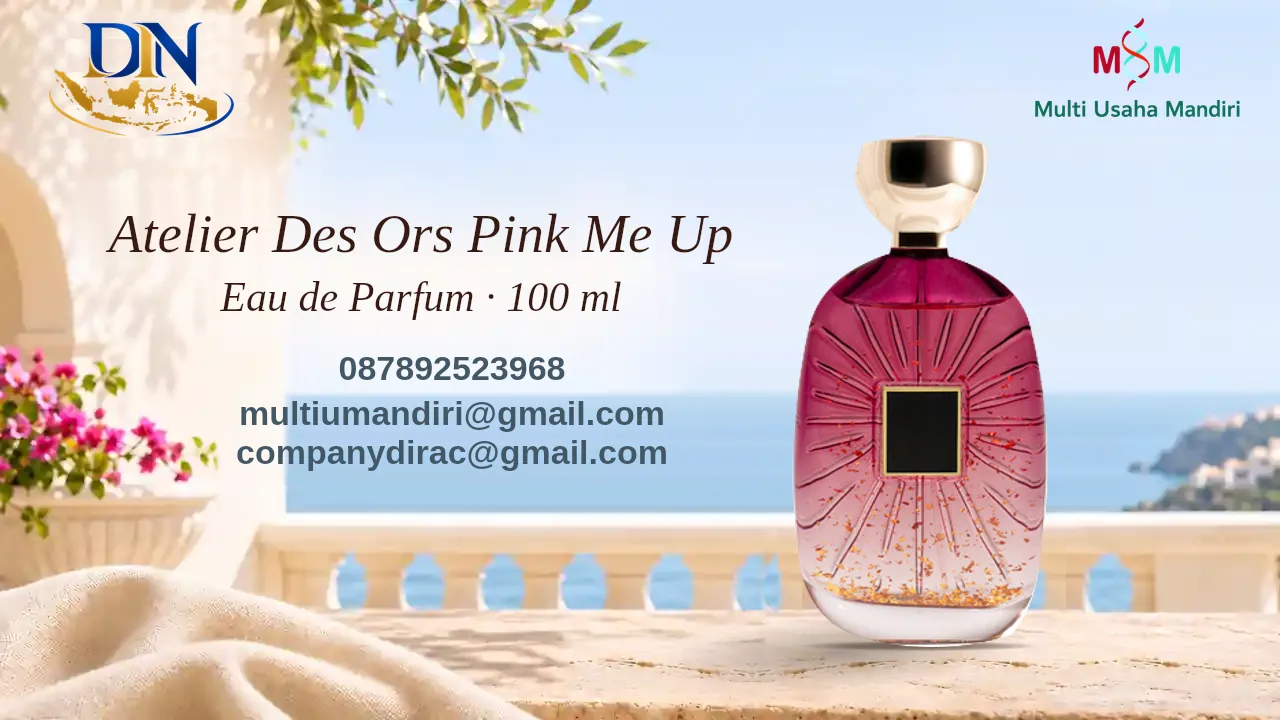 DIN
M M
Multi Usaha Mandiri
Atelier Des Ors Pink Me Up
Eau de Parfum · 100 ml
087892523968
multiumandiri@gmail.com
companydirac@gmail.com